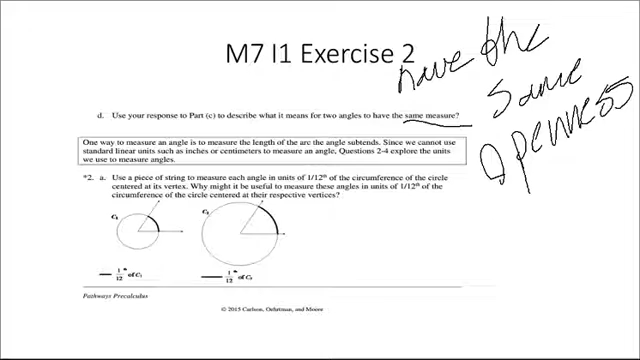 M7 I1 Exercise 2
have the
same
openness
d. Use your response to Part (c) to describe what it means for two angles to have the same measure?
One way to measure an angle is to measure the length of the arc the angle subtends. Since we cannot use
standard linear units such as inches or centimeters to measure an angle, Questions 2-4 explore the units
we use to measure angles.
*2. a. Use a piece of string to measure each angle in units of 1/12th of the circumference of the circle
centered at its vertex. Why might it be useful to measure these angles in units of 1/12th of the
circumference of the circle centered at their respective vertices?
C₁
C₂
1/12 th of C₁
1/12 th of C₂
Pathways Precalculus
© 2015 Carlson, Oehrtman, and Moore